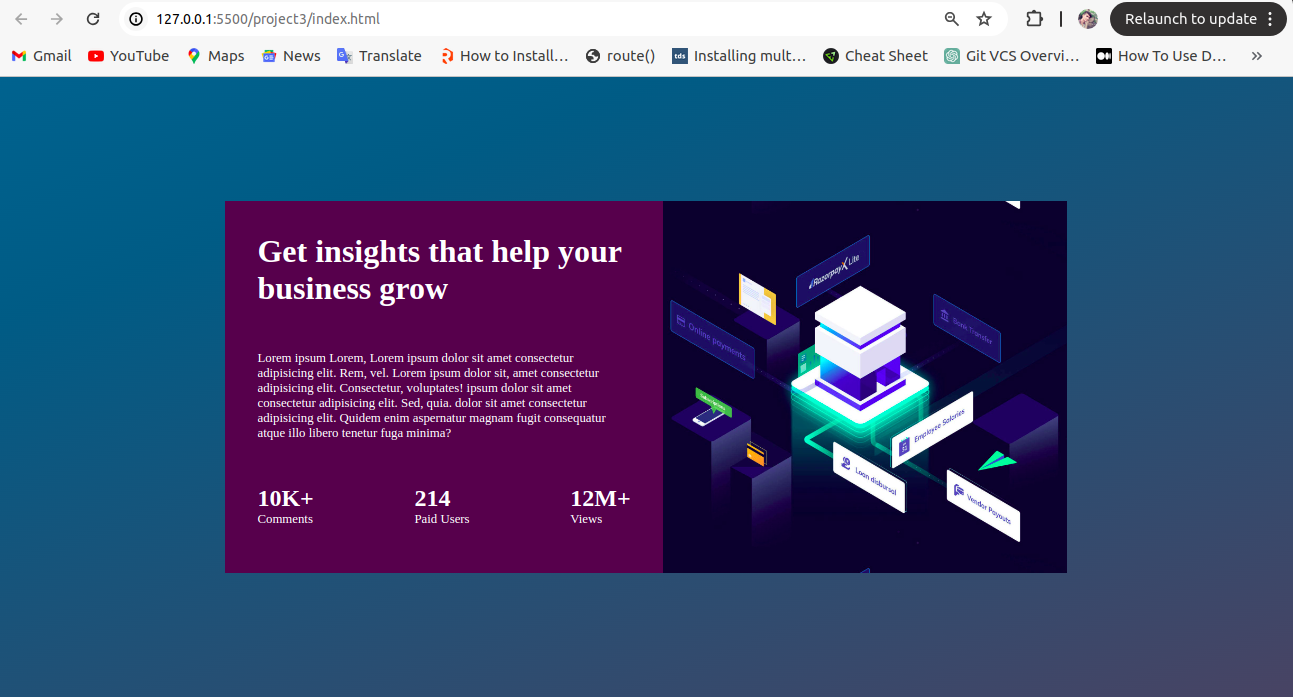 127.0.0.1:5500/project3/index.html
Relaunch to update
Gmail
YouTube
Maps
News
Translate
How to Install…
route()
tds
Installing mult…
Cheat Sheet
Git VCS Overvi…
How To Use D…
»
Get insights that help your
business grow
Lorem ipsum Lorem, Lorem ipsum dolor sit amet consectetur
adipisicing elit. Rem, vel. Lorem ipsum dolor sit, amet consectetur
adipisicing elit. Consectetur, voluptates! ipsum dolor sit amet
consectetur adipisicing elit. Sed, quia. dolor sit amet consectetur
adipisicing elit. Quidem enim aspernatur magnam fugit consequatur
atque illo libero tenetur fuga minima?
10K+
Comments
214
Paid Users
12M+
Views
RazorpayX Lite
Online payments
Bank Transfer
Employee Salaries
Loan disbursal
Vendor Payouts